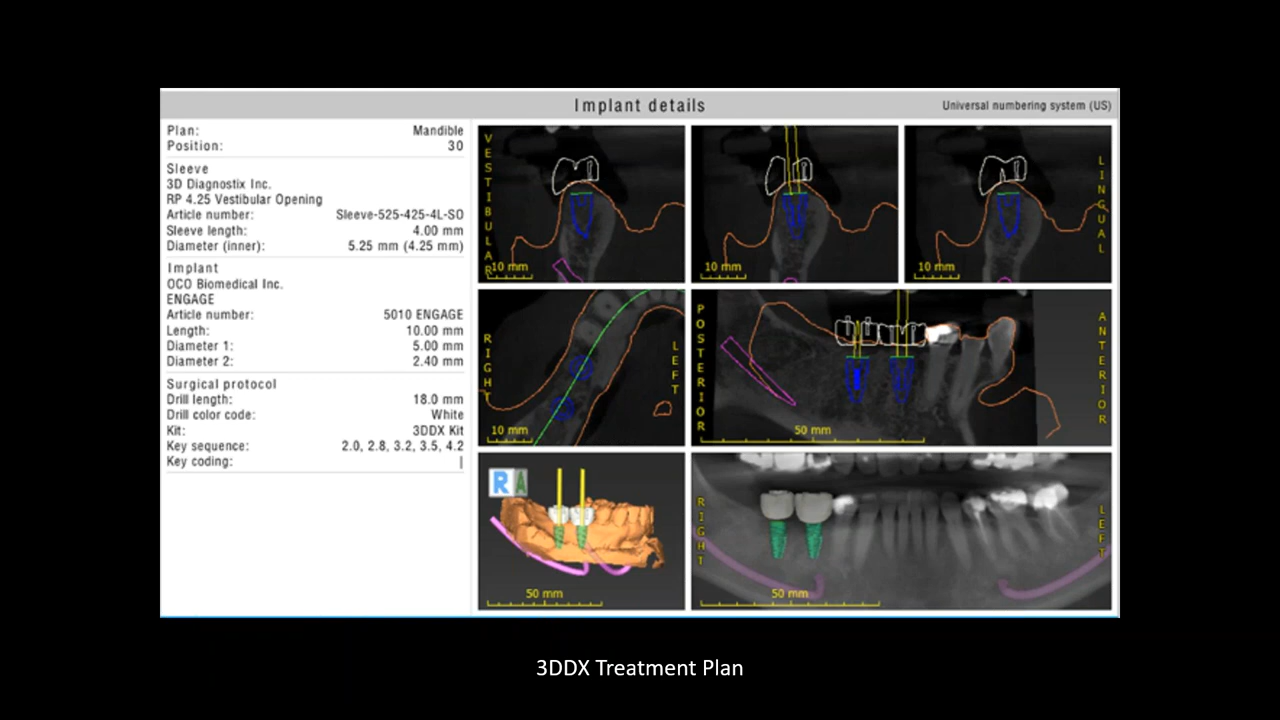 Implant details
Universal numbering system (US)
Plan: Mandible
Position: 30
Sleeve
3D Diagnostix Inc.
RP 4.25 Vestibular Opening
Article number: Sleeve-525-425-4L-SO
Sleeve length: 4.00 mm
Diameter (inner): 5.25 mm (4.25 mm)
Implant
OCO Biomedical Inc.
ENGAGE
Article number: 5010 ENGAGE
Length: 10.00 mm
Diameter 1: 5.00 mm
Diameter 2: 2.40 mm
Surgical protocol
Drill length: 18.0 mm
Drill color code: White
Kit: 3DDX Kit
Key sequence: 2.0, 2.8, 3.2, 3.5, 4.2
Key coding: |
VESTIBULAR
10 mm
10 mm
LINGUAL
10 mm
RIGHT
LEFT
10 mm
POSTERIOR
ANTERIOR
50 mm
R A
50 mm
RIGHT
LEFT
50 mm
3DDX Treatment Plan